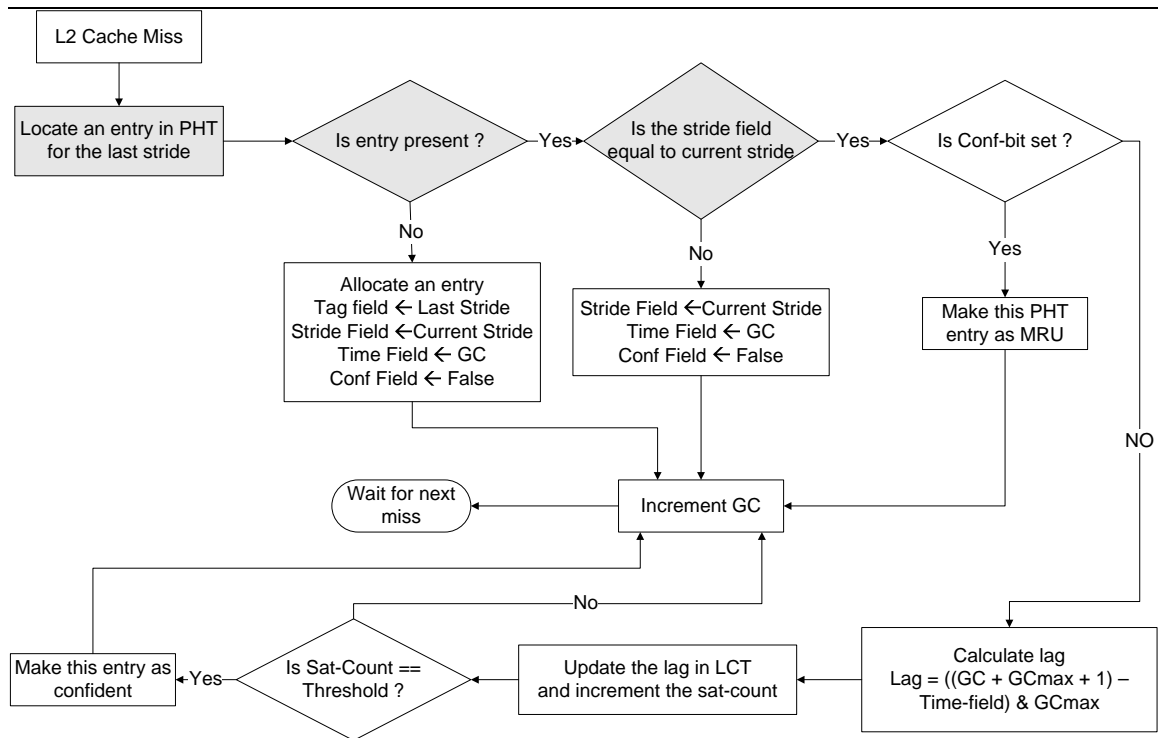 L2 Cache Miss
Locate an entry in PHT
for the last stride
Is entry present ?
Yes
Is the stride field
equal to current stride
Yes
Is Conf-bit set ?
No
No
Yes
NO
Allocate an entry
Tag field ← Last Stride
Stride Field ←Current Stride
Time Field ← GC
Conf Field ← False
Stride Field ←Current Stride
Time Field ← GC
Conf Field ← False
Make this PHT
entry as MRU
Wait for next
miss
Increment GC
No
Make this entry as
confident
Yes
Is Sat-Count ==
Threshold ?
Update the lag in LCT
and increment the sat-count
Calculate lag
Lag = ((GC + GCmax + 1) –
Time-field) & GCmax